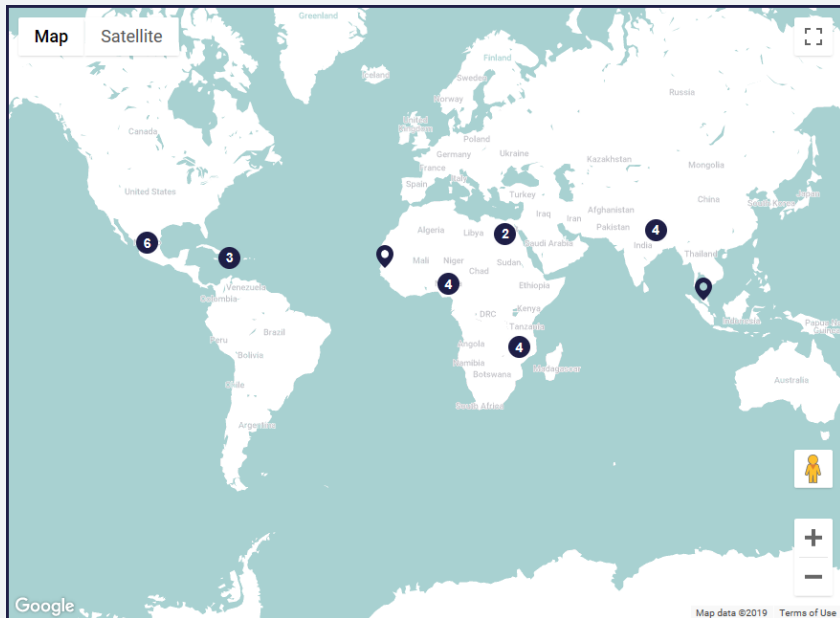 Greenland
Map Satellite
Finland
Iceland
Sweden
Norway
Russia
Canada
United
Kingdom
Poland
Germany
Ukraine
Kazakhstan
Mongolia
France
Italy
Spain
Turkey
United States
China
Japan
South Korea
Iraq
Iran
Afghanistan
Pakistan
Algeria
Libya
2
4
6
India
Saudi Arabia
3
Mali
Niger
Sudan
Thailand
Chad
4
Ethiopia
Venezuela
Colombia
Kenya
DRC
Indonesia
Papua New
Guinea
Tanzania
Brazil
Peru
Angola
4
Bolivia
Namibia
Madagascar
Botswana
Australia
Chile
South Africa
Argentina
Google
Map data ©2019 Terms of Use